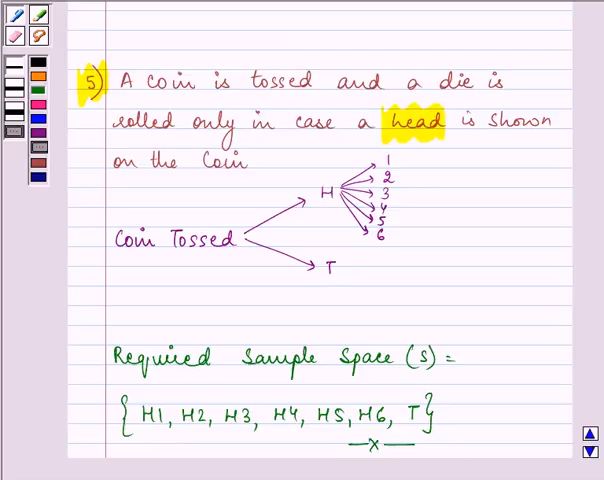 5) A coin is tossed and a die is
rolled only in case a head is shown
on the Coin
1
H 2
3
4
5
Coin Tossed 6
T
Required Sample Space (S) =
{ H1, H2, H3, H4, H5, H6, T}
—x—